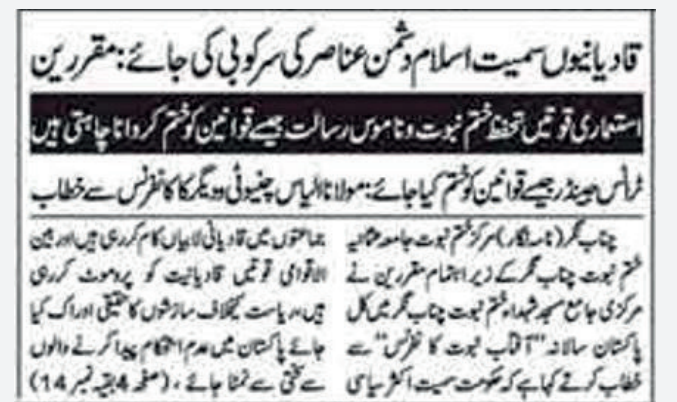 قادیانیوں سمیت اسلام دشمن عناصر کی سرکوبی کی جائے: مقررین
استعماری قوتیں تحفظ ختم نبوت و ناموس رسالت جیسے قوانین کو ختم کروانا چاہتی ہیں
ٹرانس جینڈر جیسے قوانین کو ختم کیا جائے: مولانا الیاس چنیوٹی و دیگر کا کانفرنس سے خطاب
چناب نگر (نامہ نگار) مرکز ختم نبوت جامعہ عثمانیہ
ختم نبوت چناب نگر کے زیر اہتمام مقررین نے
مرکزی جامع مسجد شہداء ختم نبوت چناب نگر میں کل
پاکستان سالانہ "آفتاب نبوت کانفرنس" سے
خطاب کرتے کہا ہے کہ حکومت سمیت اکثر سیاسی
جماعتوں میں قادیانی لابیاں کام کر رہی ہیں اور بین
الاقوامی قوتیں قادیانیت کو پروموٹ کر رہی
ہیں، ریاست کیخلاف سازشوں کا حقیقی ادراک کیا
جائے پاکستان میں عدم استحکام پیدا کرنے والوں
سے سختی سے نمٹا جائے، (صفحہ 4 بقیہ نمبر 14)